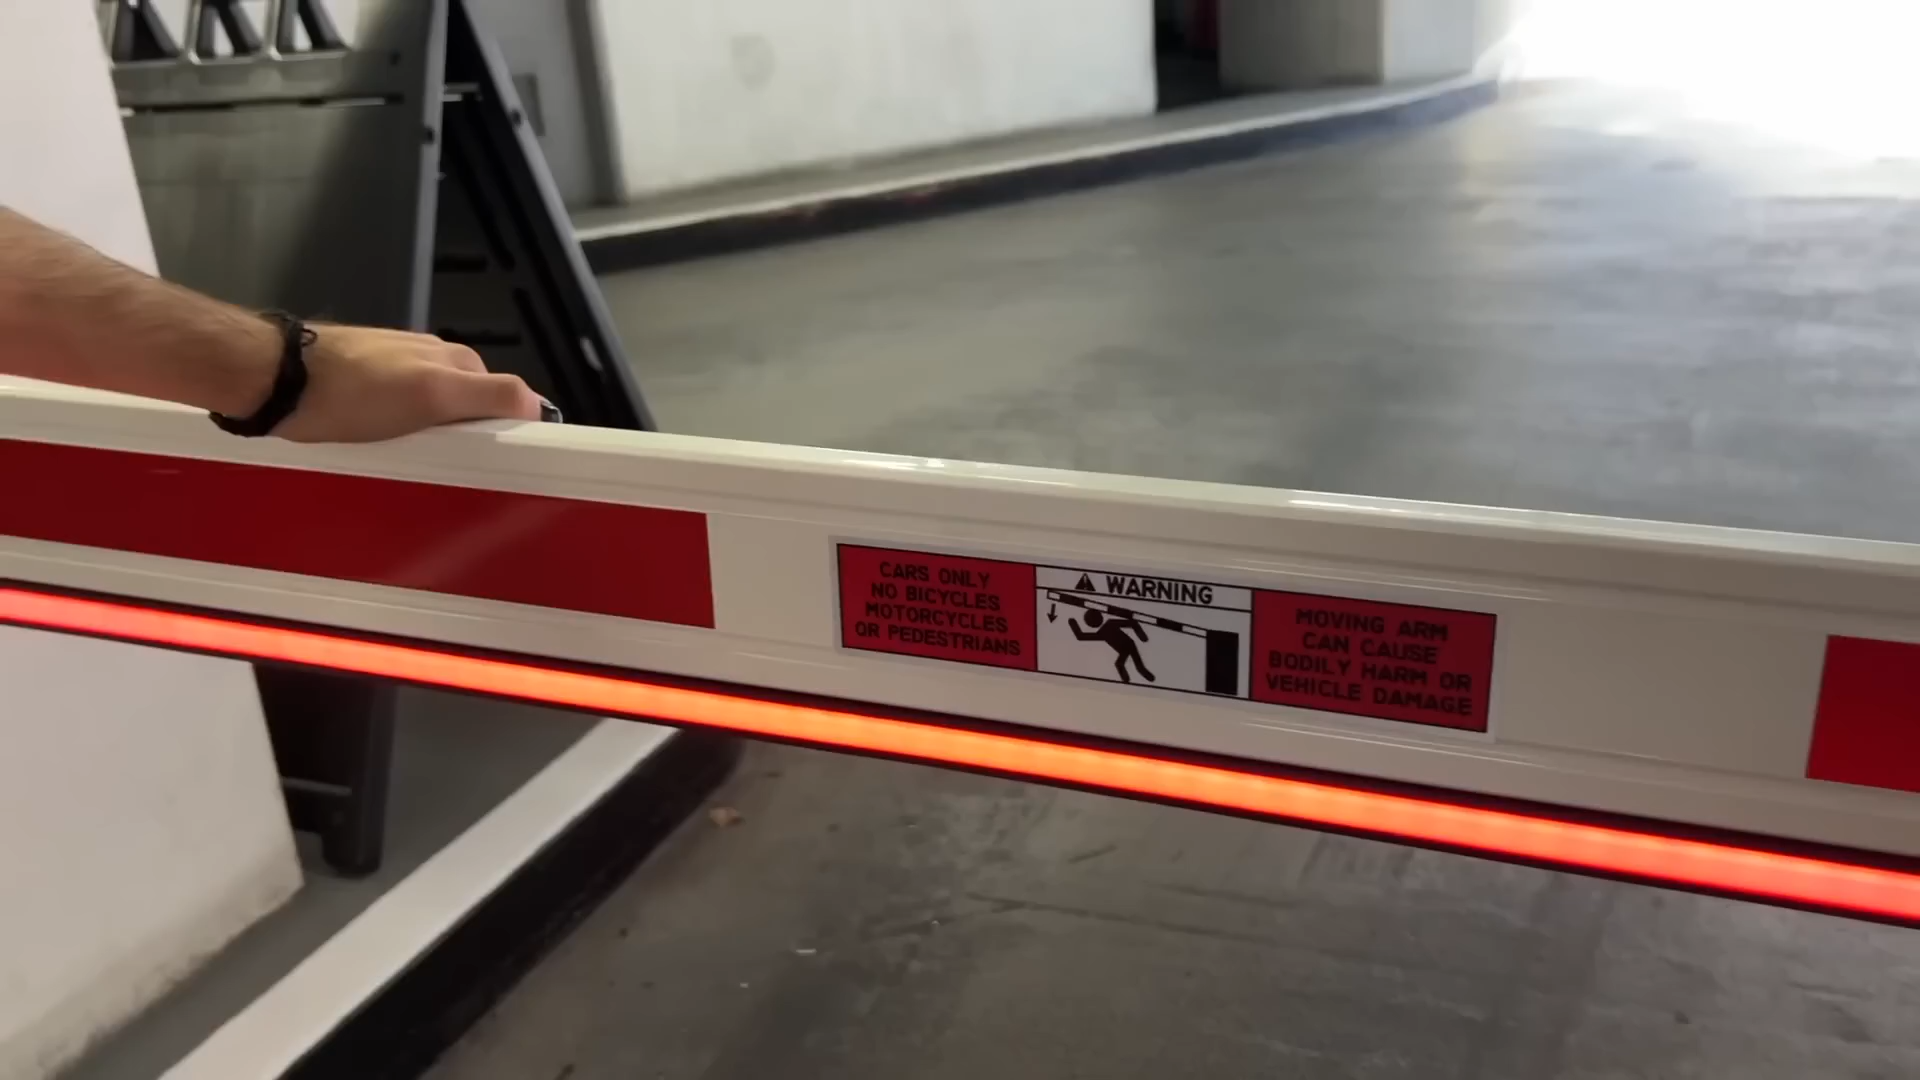 CARS ONLY
NO BICYCLES
MOTORCYCLES
OR PEDESTRIANS
WARNING
MOVING ARM
CAN CAUSE
BODILY HARM OR
VEHICLE DAMAGE